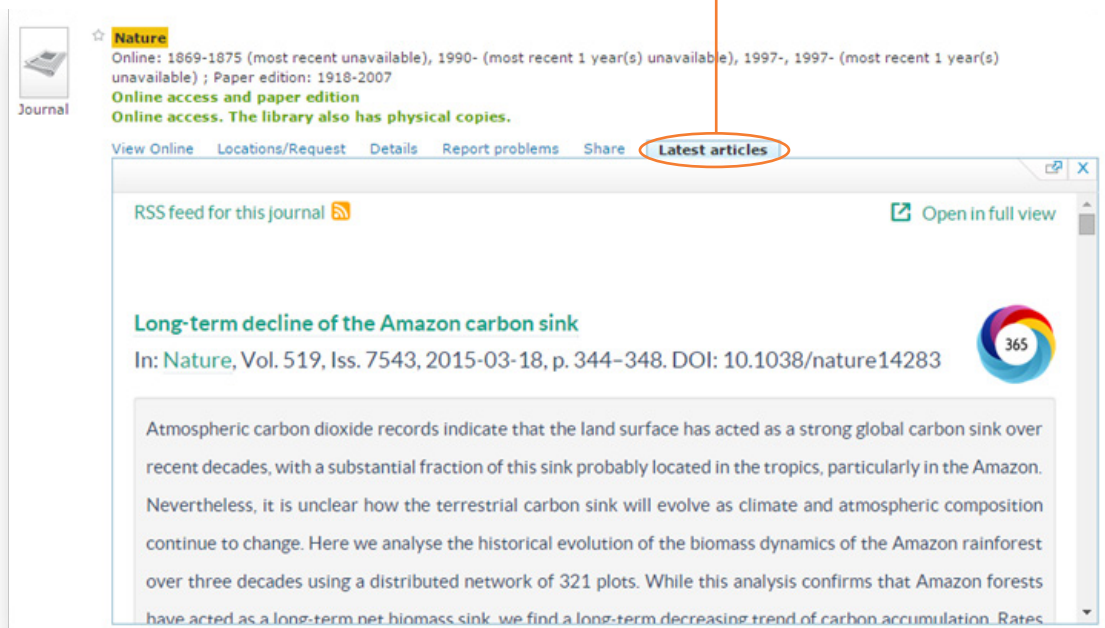 Nature
Online: 1869-1875 (most recent unavailable), 1990- (most recent 1 year(s) unavailable), 1997-, 1997- (most recent 1 year(s)
unavailable) ; Paper edition: 1918-2007
Journal
Online access and paper edition
Online access. The library also has physical copies.
View Online Locations/Request Details Report problems Share Latest articles
RSS feed for this journal Open in full view
Long-term decline of the Amazon carbon sink
In: Nature, Vol. 519, Iss. 7543, 2015-03-18, p. 344–348. DOI: 10.1038/nature14283
365
Atmospheric carbon dioxide records indicate that the land surface has acted as a strong global carbon sink over
recent decades, with a substantial fraction of this sink probably located in the tropics, particularly in the Amazon.
Nevertheless, it is unclear how the terrestrial carbon sink will evolve as climate and atmospheric composition
continue to change. Here we analyse the historical evolution of the biomass dynamics of the Amazon rainforest
over three decades using a distributed network of 321 plots. While this analysis confirms that Amazon forests
have acted as a long-term net biomass sink, we find a long-term decreasing trend of carbon accumulation. Rates